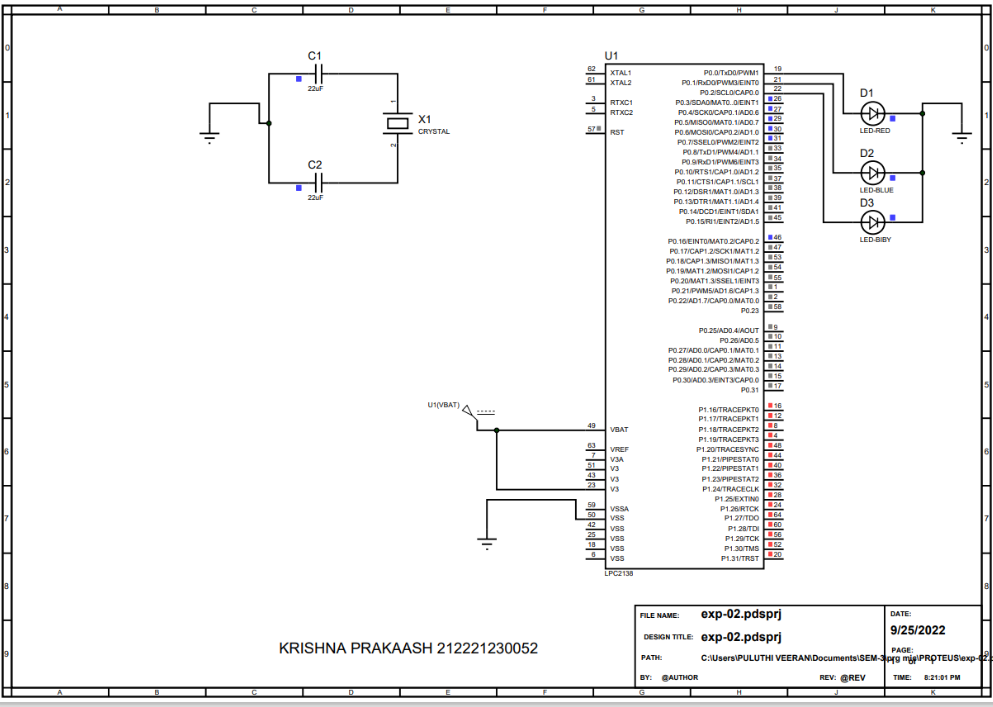 A B C D E F G H J K
0
1
2
3
4
5
6
7
8
9
C1
22uF
X1
CRYSTAL
1
2
C2
22uF
U1
62 XTAL1
61 XTAL2
3 RTXC1
5 RTXC2
57 RST
49 VBAT
63 VREF
7 V3A
51 V3
43 V3
23 V3
59 VSSA
50 VSS
42 VSS
25 VSS
18 VSS
6 VSS
P0.0/TxD0/PWM1 19
P0.1/RxD0/PWM3/EINT0 21
P0.2/SCL0/CAP0.0 22
P0.3/SDA0/MAT0..0/EINT1 26
P0.4/SCK0/CAP0.1/AD0.6 27
P0.5/MISO0/MAT0.1/AD0.7 29
P0.6/MOSI0/CAP0.2/AD1.0 30
P0.7/SSEL0/PWM2/EINT2 31
P0.8/TxD1/PWM4/AD1.1 33
P0.9/RxD1/PWM6/EINT3 34
P0.10/RTS1/CAP1.0/AD1.2 35
P0.11/CTS1/CAP1.1/SCL1 37
P0.12/DSR1/MAT1.0/AD1.3 38
P0.13/DTR1/MAT1.1/AD1.4 39
P0.14/DCD1/EINT1/SDA1 41
P0.15/RI1/EINT2/AD1.5 45
P0.16/EINT0/MAT0.2/CAP0.2 46
P0.17/CAP1.2/SCK1/MAT1.2 47
P0.18/CAP1.3/MISO1/MAT1.3 53
P0.19/MAT1.2/MOSI1/CAP1.2 54
P0.20/MAT1.3/SSEL1/EINT3 55
P0.21/PWM5/AD1.6/CAP1.3 1
P0.22/AD1.7/CAP0.0/MAT0.0 2
P0.23 58
P0.25/AD0.4/AOUT 9
P0.26/AD0.5 10
P0.27/AD0.0/CAP0.1/MAT0.1 11
P0.28/AD0.1/CAP0.2/MAT0.2 13
P0.29/AD0.2/CAP0.3/MAT0.3 14
P0.30/AD0.3/EINT3/CAP0.0 15
P0.31 17
P1.16/TRACEPKT0 16
P1.17/TRACEPKT1 12
P1.18/TRACEPKT2 8
P1.19/TRACEPKT3 4
P1.20/TRACESYNC 48
P1.21/PIPESTAT0 44
P1.22/PIPESTAT1 40
P1.23/PIPESTAT2 36
P1.24/TRACECLK 32
P1.25/EXTIN0 28
P1.26/RTCK 24
P1.27/TDO 64
P1.28/TDI 60
P1.29/TCK 56
P1.30/TMS 52
P1.31/TRST 20
LPC2138
D1
LED-RED
D2
LED-BLUE
D3
LED-BIBY
U1(VBAT)
KRISHNA PRAKAASH 212221230052
FILE NAME: exp-02.pdsprj
DESIGN TITLE: exp-02.pdsprj
PATH: C:\Users\PULUTHI VEERAN\Documents\SEM-3\prg mic\PROTEUS\exp-02.
BY: @AUTHOR
REV: @REV
DATE:
9/25/2022
PAGE:
of
TIME: 8:21:01 PM
A B C D E F G H J K
0
1
2
3
4
5
6
7
8
9